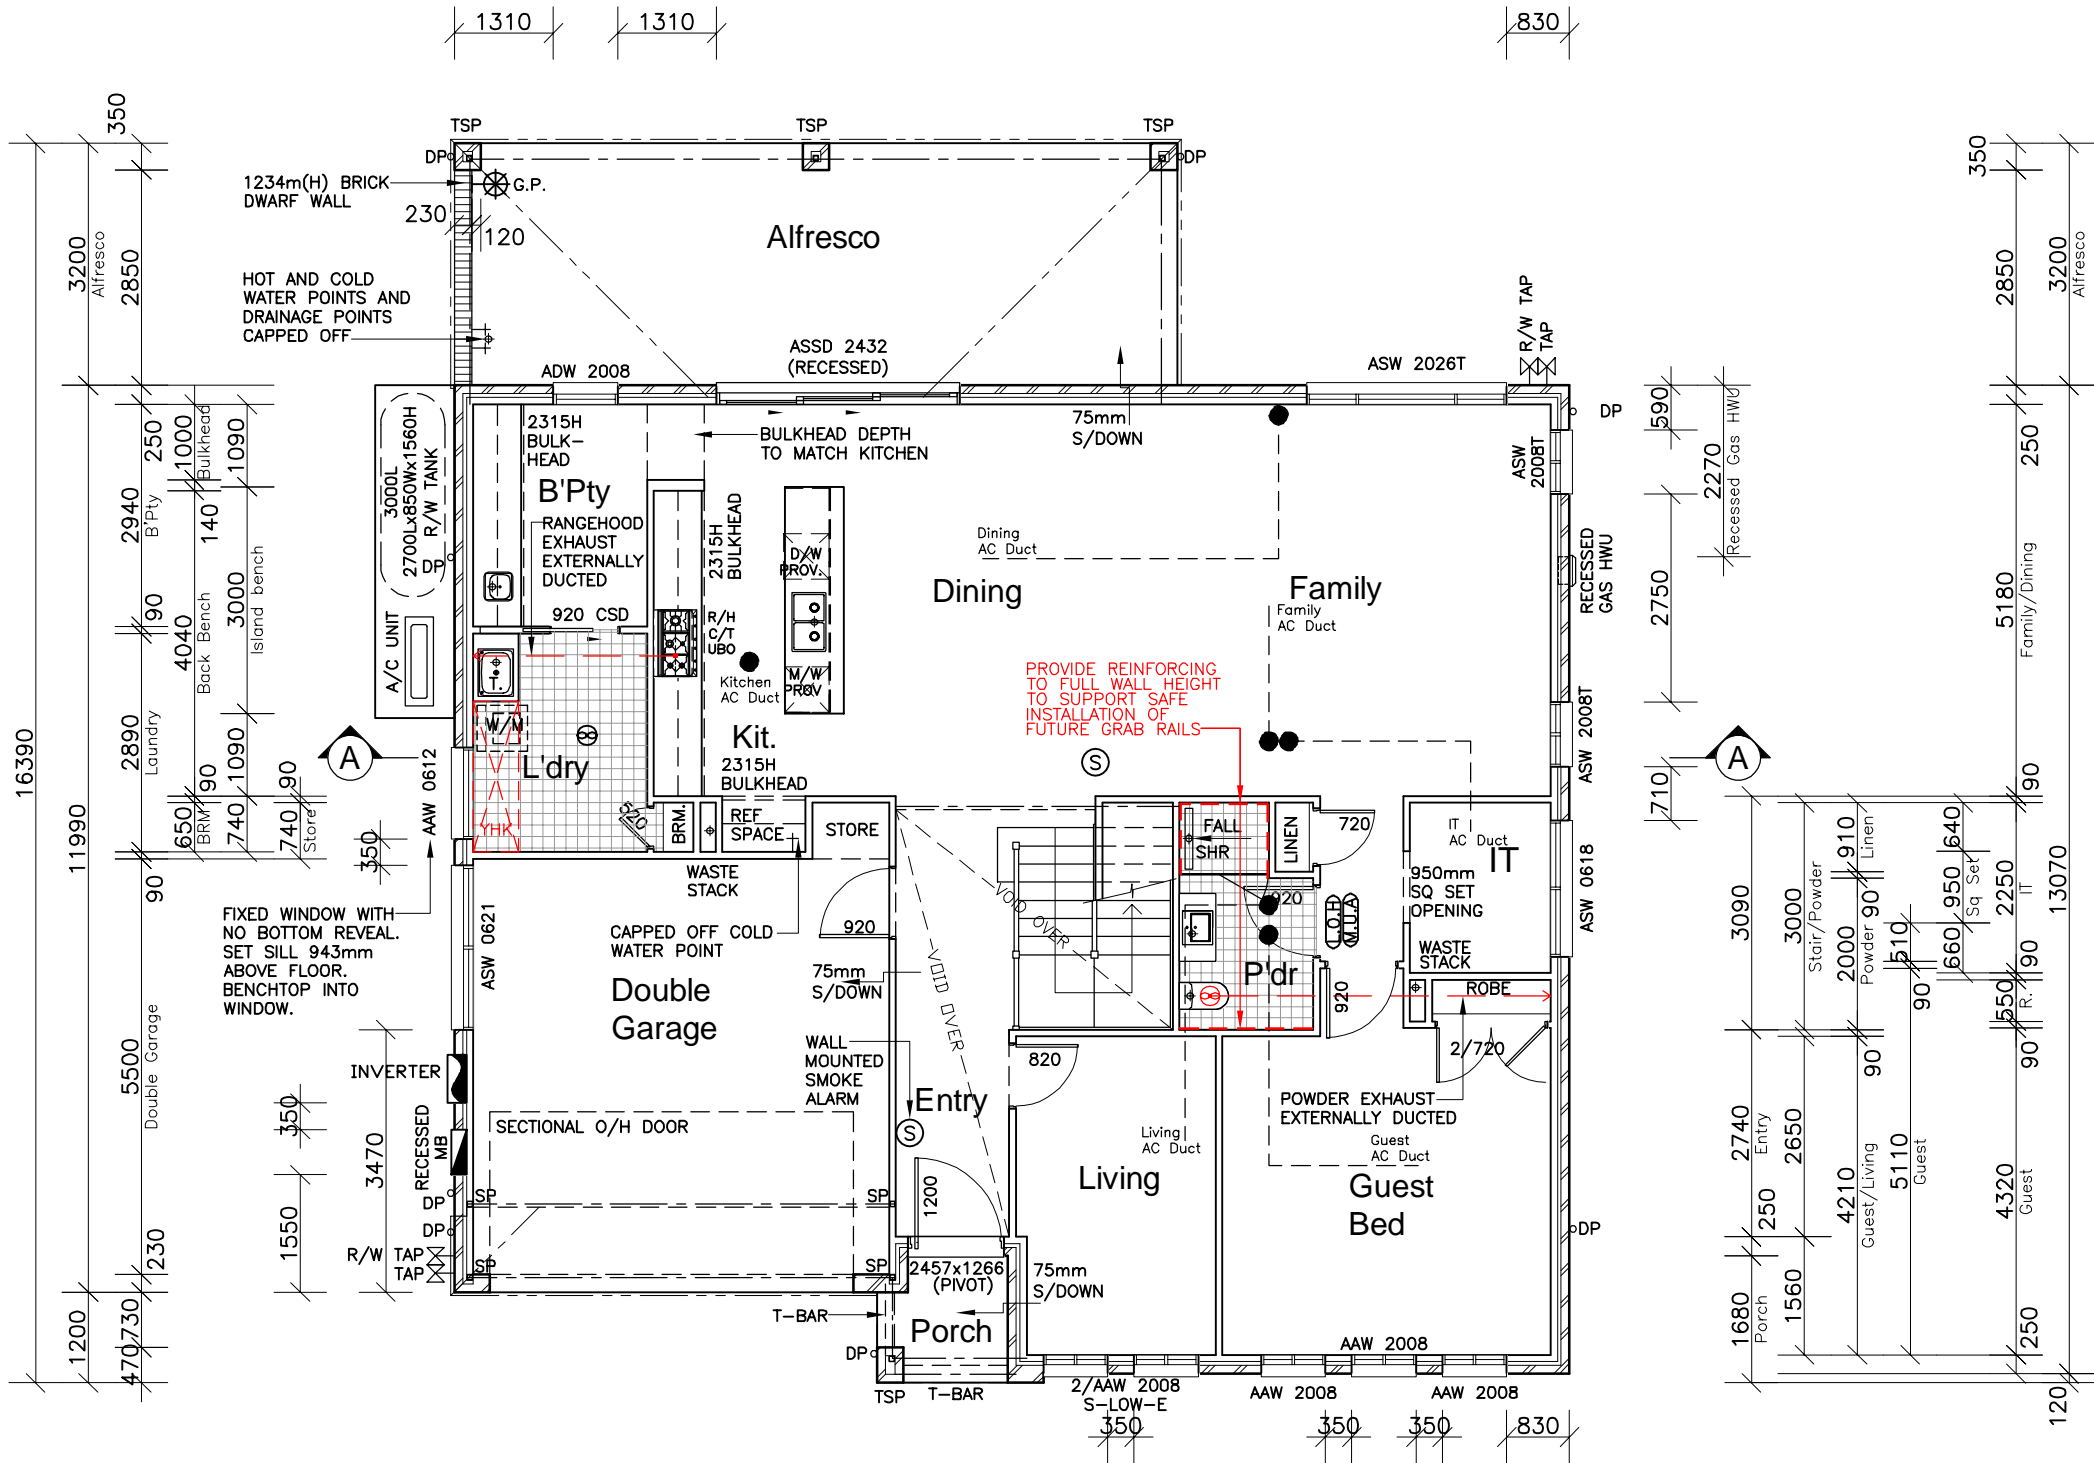 1310
1310
830
350
TSP
TSP
TSP
DP
DP
1234m(H) BRICK
DWARF WALL
G.P.
230
120
Alfresco
3200
Alfresco
2850
HOT AND COLD
WATER POINTS AND
DRAINAGE POINTS
CAPPED OFF
350
2850
3200
Alfresco
R/W TAP
TAP
ADW 2008
ASSD 2432
(RECESSED)
ASW 2026T
75mm
S/DOWN
DP
2315H
BULK-
HEAD
BULKHEAD DEPTH
TO MATCH KITCHEN
B'Pty
RANGEHOOD
EXHAUST
EXTERNALLY
DUCTED
2315H
BULKHEAD
3000L
2700Lx850Wx1560H
R/W TANK
DP
A/C UNIT
920 CSD
R/H
C/T
UBO
D/W
PROV.
M/W
PROV
Kitchen
AC Duct
Dining
AC Duct
Dining
Family
Family
AC Duct
ASW
2008T
RECESSED
GAS HWU
ASW 2008T
590
2270
Recessed Gas HWU
2750
710
250
5180
Family/Dining
90
PROVIDE REINFORCING
TO FULL WALL HEIGHT
TO SUPPORT SAFE
INSTALLATION OF
FUTURE GRAB RAILS
T.
W/M
L'dry
YHK
520
Kit.
2315H
BULKHEAD
BRM.
REF
SPACE
STORE
WASTE
STACK
S
A
A
16390
11990
250
2940
B'Pty
90
2890
Laundry
90
1000
Bulkhead
140
4040
Back Bench
90
650
BRM
1090
3000
Island bench
1090
740
90
740
Store
350
AAW 0612
FIXED WINDOW WITH
NO BOTTOM REVEAL.
SET SILL 943mm
ABOVE FLOOR.
BENCHTOP INTO
WINDOW.
ASW 0621
CAPPED OFF COLD
WATER POINT
920
75mm
S/DOWN
Double
Garage
VOID OVER
VOID OVER
FALL
SHR
LINEN
720
IT
AC Duct
IT
950mm
SQ SET
OPENING
WASTE
STACK
ASW 0618
920
L.O.H
M.U.A
P'dr
920
ROBE
2/720
3090
3000
Stair/Powder
910
Linen
90
2000
Powder
640
950
Sq Set
510
660
90
2250
IT
90
550
R.
90
13070
5500
Double Garage
INVERTER
350
3470
RECESSED
MB
1550
DP
DP
R/W TAP
TAP
SP
SP
SP
SP
SECTIONAL O/H DOOR
WALL
MOUNTED
SMOKE
ALARM
S
Entry
820
1200
2457x1266
(PIVOT)
75mm
S/DOWN
Living
AC Duct
Living
POWDER EXHAUST
EXTERNALLY DUCTED
Guest
AC Duct
Guest
Bed
DP
2740
Entry
250
2650
90
4210
Guest/Living
5110
Guest
4320
Guest
1680
Porch
1560
250
120
230
730
470
1200
T-BAR
Porch
DP
TSP
T-BAR
AAW 2008
2/AAW 2008
S-LOW-E
AAW 2008
AAW 2008
350
350
350
830